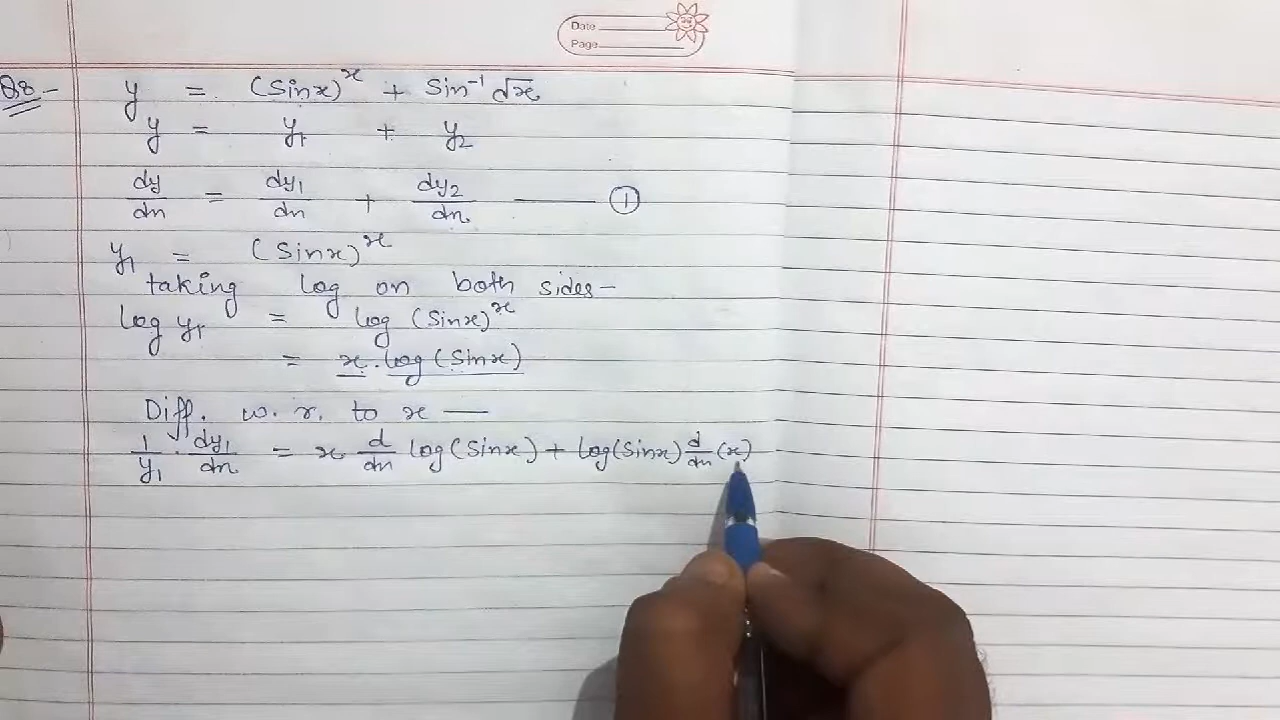 Date
Page
Q8.- y = (Sinx)^x + Sin⁻¹ √x
y = y₁ + y₂
dy/dx = dy₁/dx + dy₂/dx. —— ①
y₁ = (Sinx)^x
taking log on both sides-
log y₁ = log (Sinx)^x
= x.log(Sinx)
Diff. w. r. to x —
1/y₁ . dy₁/dx = x d/dx log(Sinx) + log(Sinx) d/dx (x)